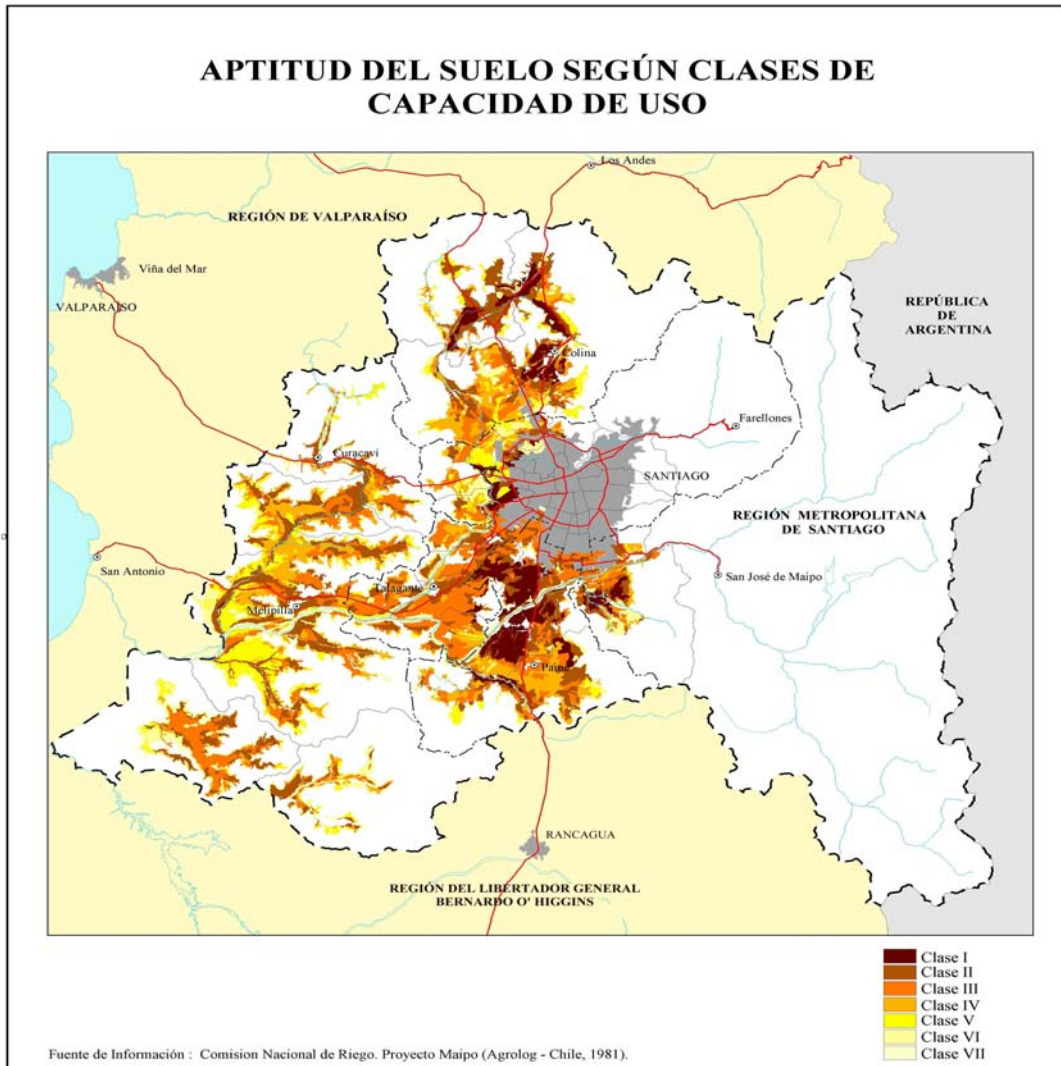 APTITUD DEL SUELO SEGÚN CLASES DE
CAPACIDAD DE USO
Los Andes
REGIÓN DE VALPARAÍSO
Viña del Mar
VALPARAÍSO
REPÚBLICA
DE
ARGENTINA
Colina
Farellones
Curacaví
SANTIAGO
REGIÓN METROPOLITANA
DE SANTIAGO
San Antonio
San José de Maipo
Talagante
Melipilla
Paine
RANCAGUA
REGIÓN DEL LIBERTADOR GENERAL
BERNARDO O' HIGGINS
Clase I
Clase II
Clase III
Clase IV
Clase V
Clase VI
Clase VII
Fuente de Información : Comision Nacional de Riego. Proyecto Maipo (Agrolog - Chile, 1981).